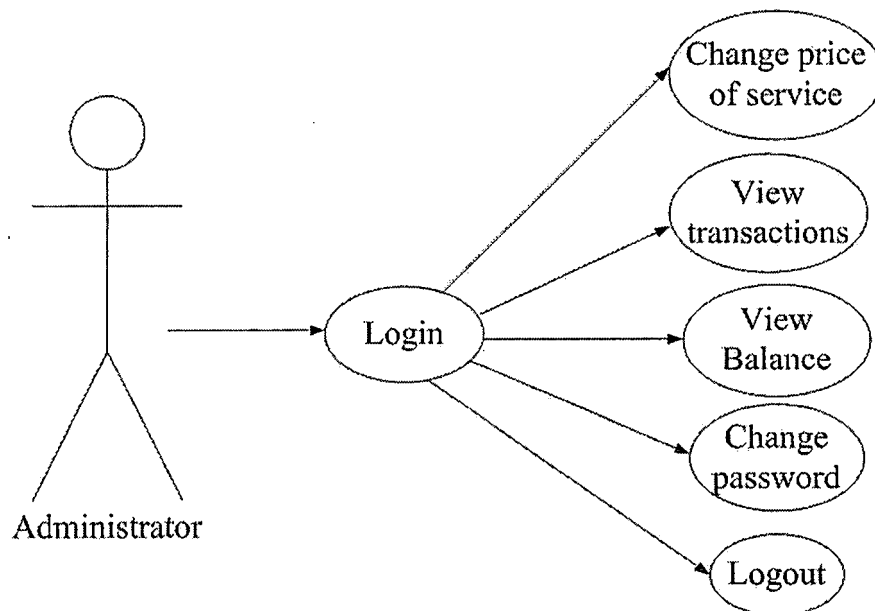 Change price
of service
View
transactions
Login
View
Balance
Change
password
Administrator
Logout